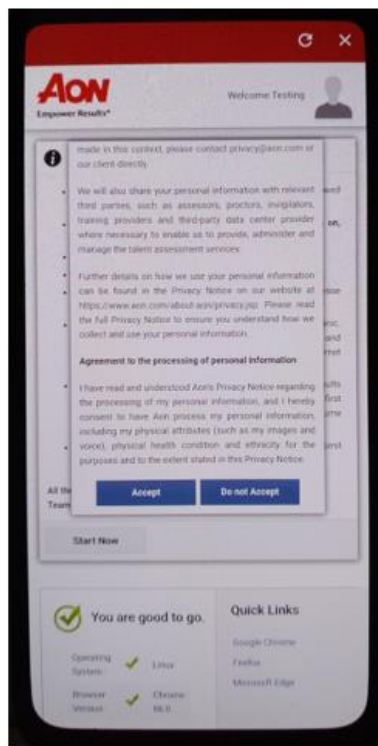 AON
Empower Results®
Welcome Testing
made in this context, please contact privacy@aon.com or
our client directly.
We will also share your personal information with relevant
third parties, such as assessors, proctors, invigilators,
training providers and third-party data center provider
where necessary to enable us to provide, administer and
manage the talent assessment services.
Further details on how we use your personal information
can be found in the Privacy Notice on our website at
https://www.aon.com/about-aon/privacy.jsp. Please read
the full Privacy Notice to ensure you understand how we
collect and use your personal information.
Agreement to the processing of personal information
I have read and understood Aon's Privacy Notice regarding
the processing of my personal information, and I hereby
consent to have Aon process my personal information,
including my physical attributes (such as my images and
voice), physical health condition and ethnicity for the
purposes and to the extent stated in this Privacy Notice.
on,
and
first
All the
Team
Accept
Do not Accept
Start Now
You are good to go.
Operating
System
Linux
Browser
Version
Chrome
Quick Links
Google Chrome
Firefox
Microsoft Edge